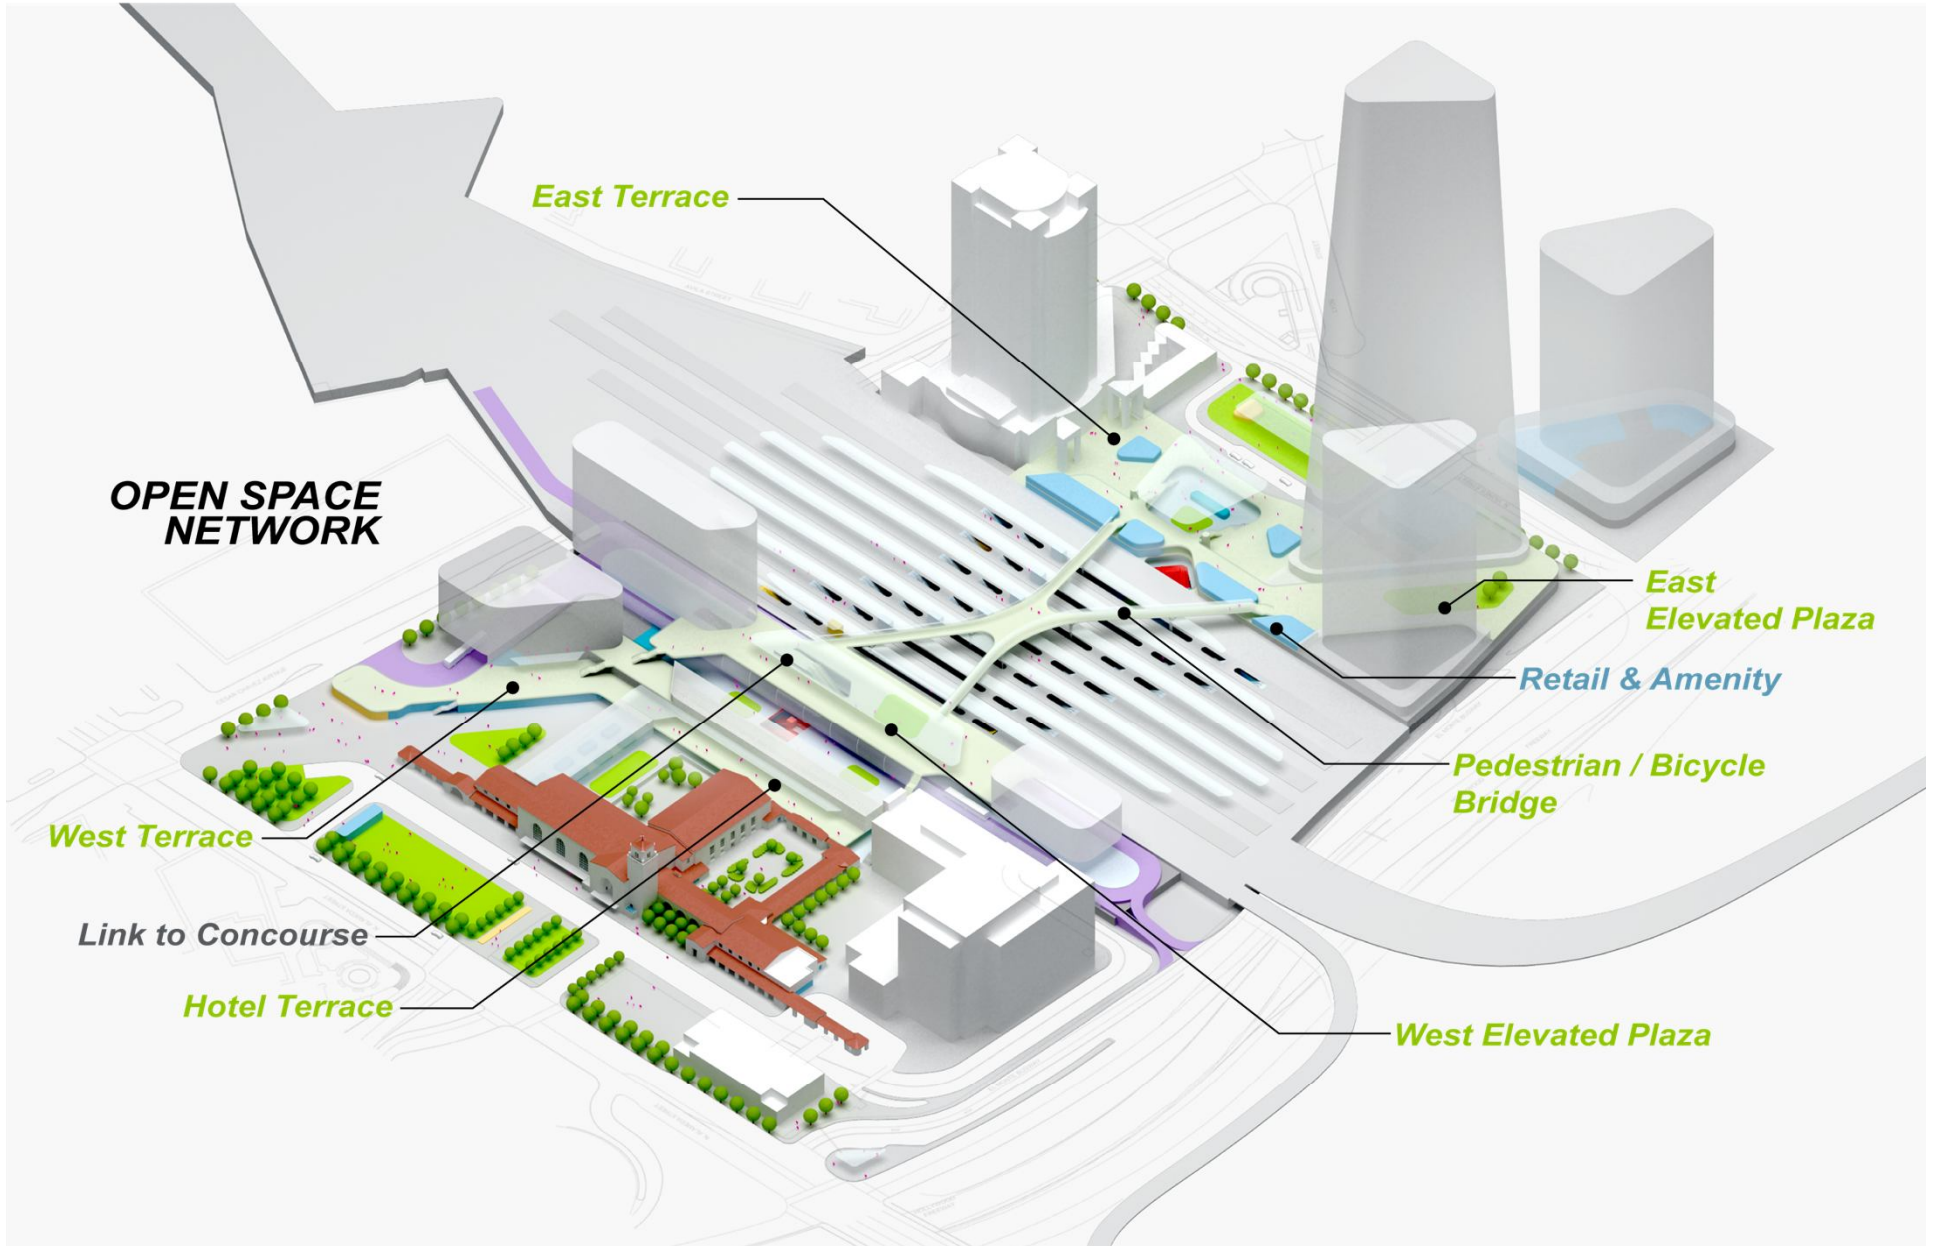 East Terrace
OPEN SPACE
NETWORK
East
Elevated Plaza
Retail & Amenity
Pedestrian / Bicycle
Bridge
West Terrace
Link to Concourse
Hotel Terrace
West Elevated Plaza